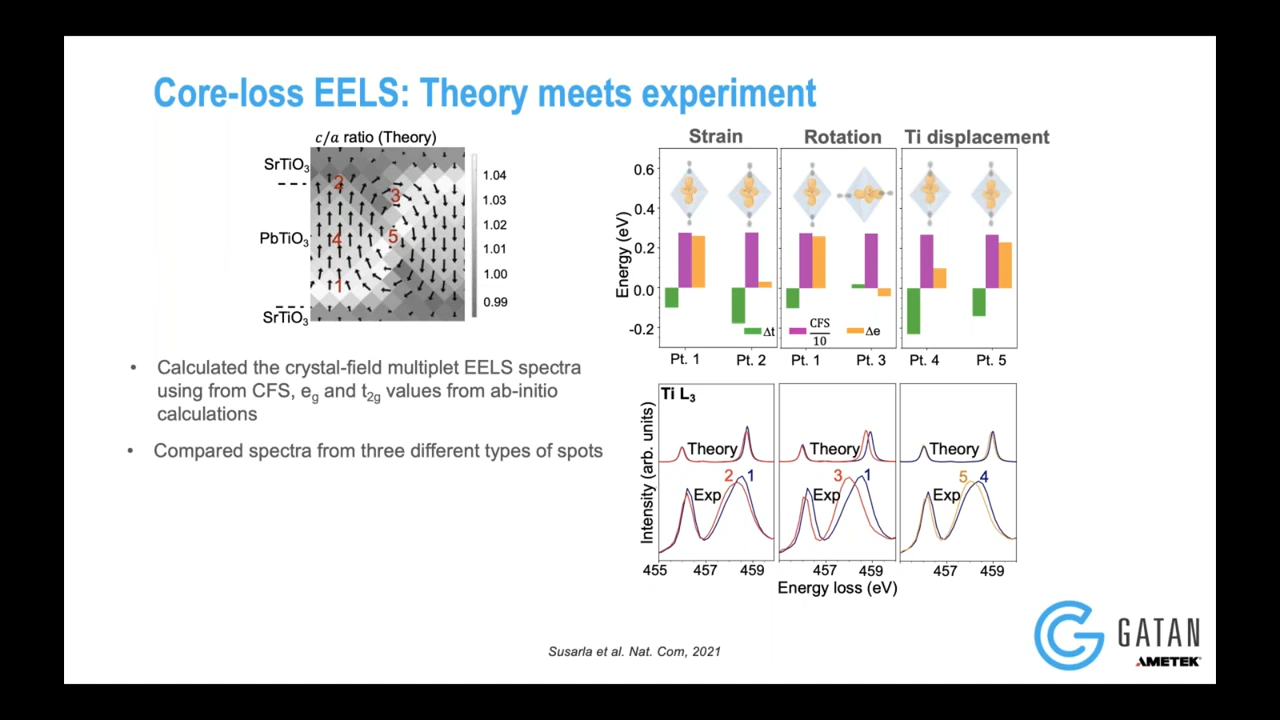 Core-loss EELS: Theory meets experiment
c/a ratio (Theory)
SrTiO3
PbTiO3
SrTiO3
1.04
1.03
1.02
1.01
1.00
0.99
2
3
4
5
1
• Calculated the crystal-field multiplet EELS spectra
using from CFS, eg and t2g values from ab-initio
calculations
• Compared spectra from three different types of spots
Strain
Rotation
Ti displacement
Energy (eV)
0.6
0.4
0.2
0.0
-0.2
Δt
CFS
10
Δe
Pt. 1
Pt. 2
Pt. 1
Pt. 3
Pt. 4
Pt. 5
Ti L3
Intensity (arb. units)
Theory
Theory
Theory
2
1
3
1
5
4
Exp
Exp
Exp
455
457
459
457
459
457
459
Energy loss (eV)
Susarla et al. Nat. Com, 2021
GATAN
AMETEK®